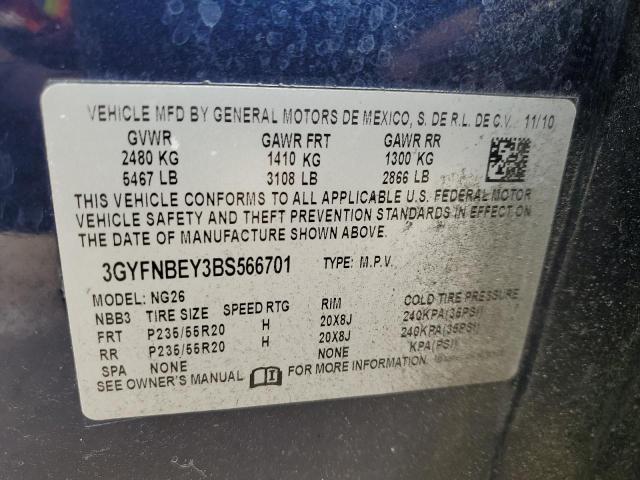 VEHICLE MFD BY GENERAL MOTORS DE MEXICO, S. DE R.L. DE C.V. 11/10
GVWR GAWR FRT GAWR RR
2480 KG 1410 KG 1300 KG
5467 LB 3108 LB 2866 LB
THIS VEHICLE CONFORMS TO ALL APPLICABLE U.S. FEDERAL MOTOR
VEHICLE SAFETY AND THEFT PREVENTION STANDARDS IN EFFECT ON
THE DATE OF MANUFACTURE SHOWN ABOVE.
3GYFNBEY3BS566701 TYPE: M.P.V.
MODEL: NG26
NBB3 TIRE SIZE SPEED RTG RIM COLD TIRE PRESSURE
FRT P235/55R20 H 20X8J 240KPA(35PSI)
RR P235/55R20 H 20X8J 240KPA(35PSI)
SPA NONE NONE KPA(PSI)
SEE OWNER'S MANUAL FOR MORE INFORMATION.